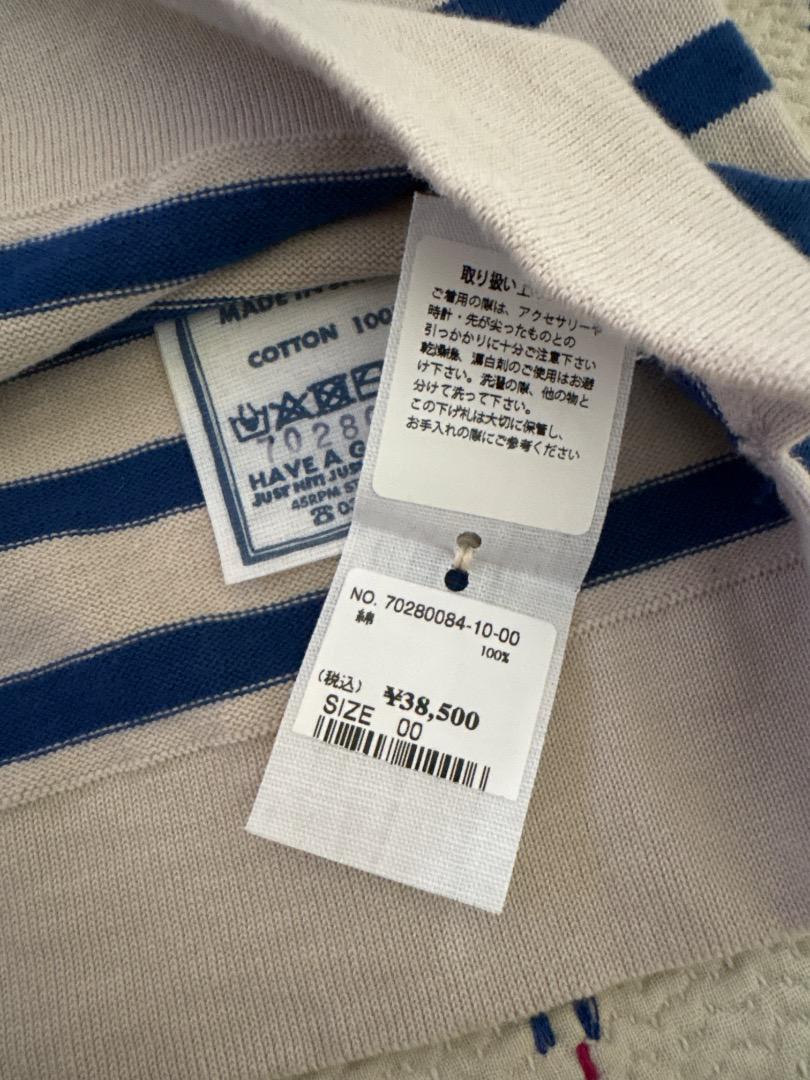 取り扱い上
ご着用の際は、アクセサリーや
時計・先が尖ったものとの
引っかかりに十分ご注意下さい
乾燥機、漂白剤のご使用はお避
け下さい。洗濯の際、他の物と
分けて洗って下さい。
この下げ札は大切に保管し、
お手入れの際にご参考ください
NO. 70280084-10-00
綿
100%
(税込) ¥38,500
SIZE 00
MADE IN
COTTON 100
7028
HAVE A
JUST
45RPM